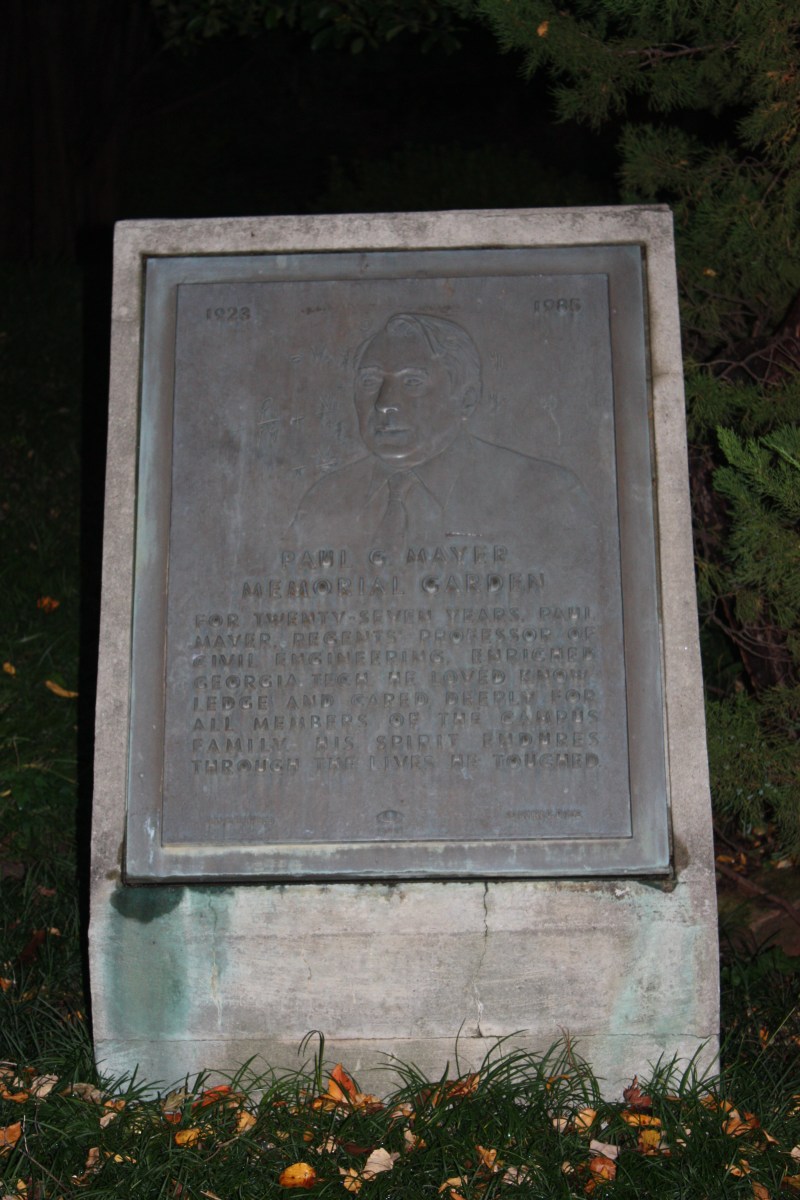 1923 1985
PAUL G. MAYER
MEMORIAL GARDEN
FOR TWENTY-SEVEN YEARS, PAUL
MAYER, REGENTS' PROFESSOR OF
CIVIL ENGINEERING, ENRICHED
GEORGIA TECH. HE LOVED KNOW-
LEDGE AND CARED DEEPLY FOR
ALL MEMBERS OF THE CAMPUS
FAMILY. HIS SPIRIT ENDURES
THROUGH THE LIVES HE TOUCHED